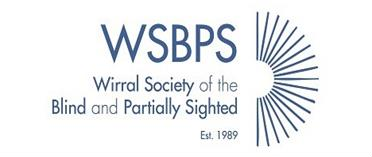 WSBPS
Wirral Society of the
Blind and Partially Sighted
Est. 1989